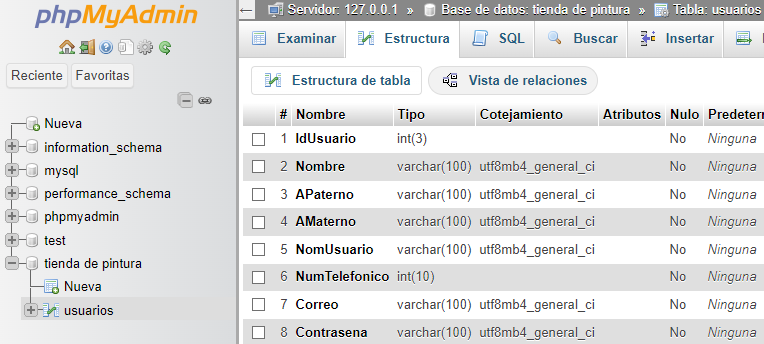 phpMyAdmin
Reciente Favoritas
Nueva
information_schema
mysql
performance_schema
phpmyadmin
test
tienda de pintura
Nueva
usuarios
Servidor: 127.0.0.1 » Base de datos: tienda de pintura » Tabla: usuarios
Examinar Estructura SQL Buscar Insertar
Estructura de tabla Vista de relaciones
# Nombre Tipo Cotejamiento Atributos Nulo Predeterr
1 IdUsuario int(3) No Ninguna
2 Nombre varchar(100) utf8mb4_general_ci No Ninguna
3 APaterno varchar(100) utf8mb4_general_ci No Ninguna
4 AMaterno varchar(100) utf8mb4_general_ci No Ninguna
5 NomUsuario varchar(100) utf8mb4_general_ci No Ninguna
6 NumTelefonico int(10) No Ninguna
7 Correo varchar(100) utf8mb4_general_ci No Ninguna
8 Contrasena varchar(100) utf8mb4_general_ci No Ninguna